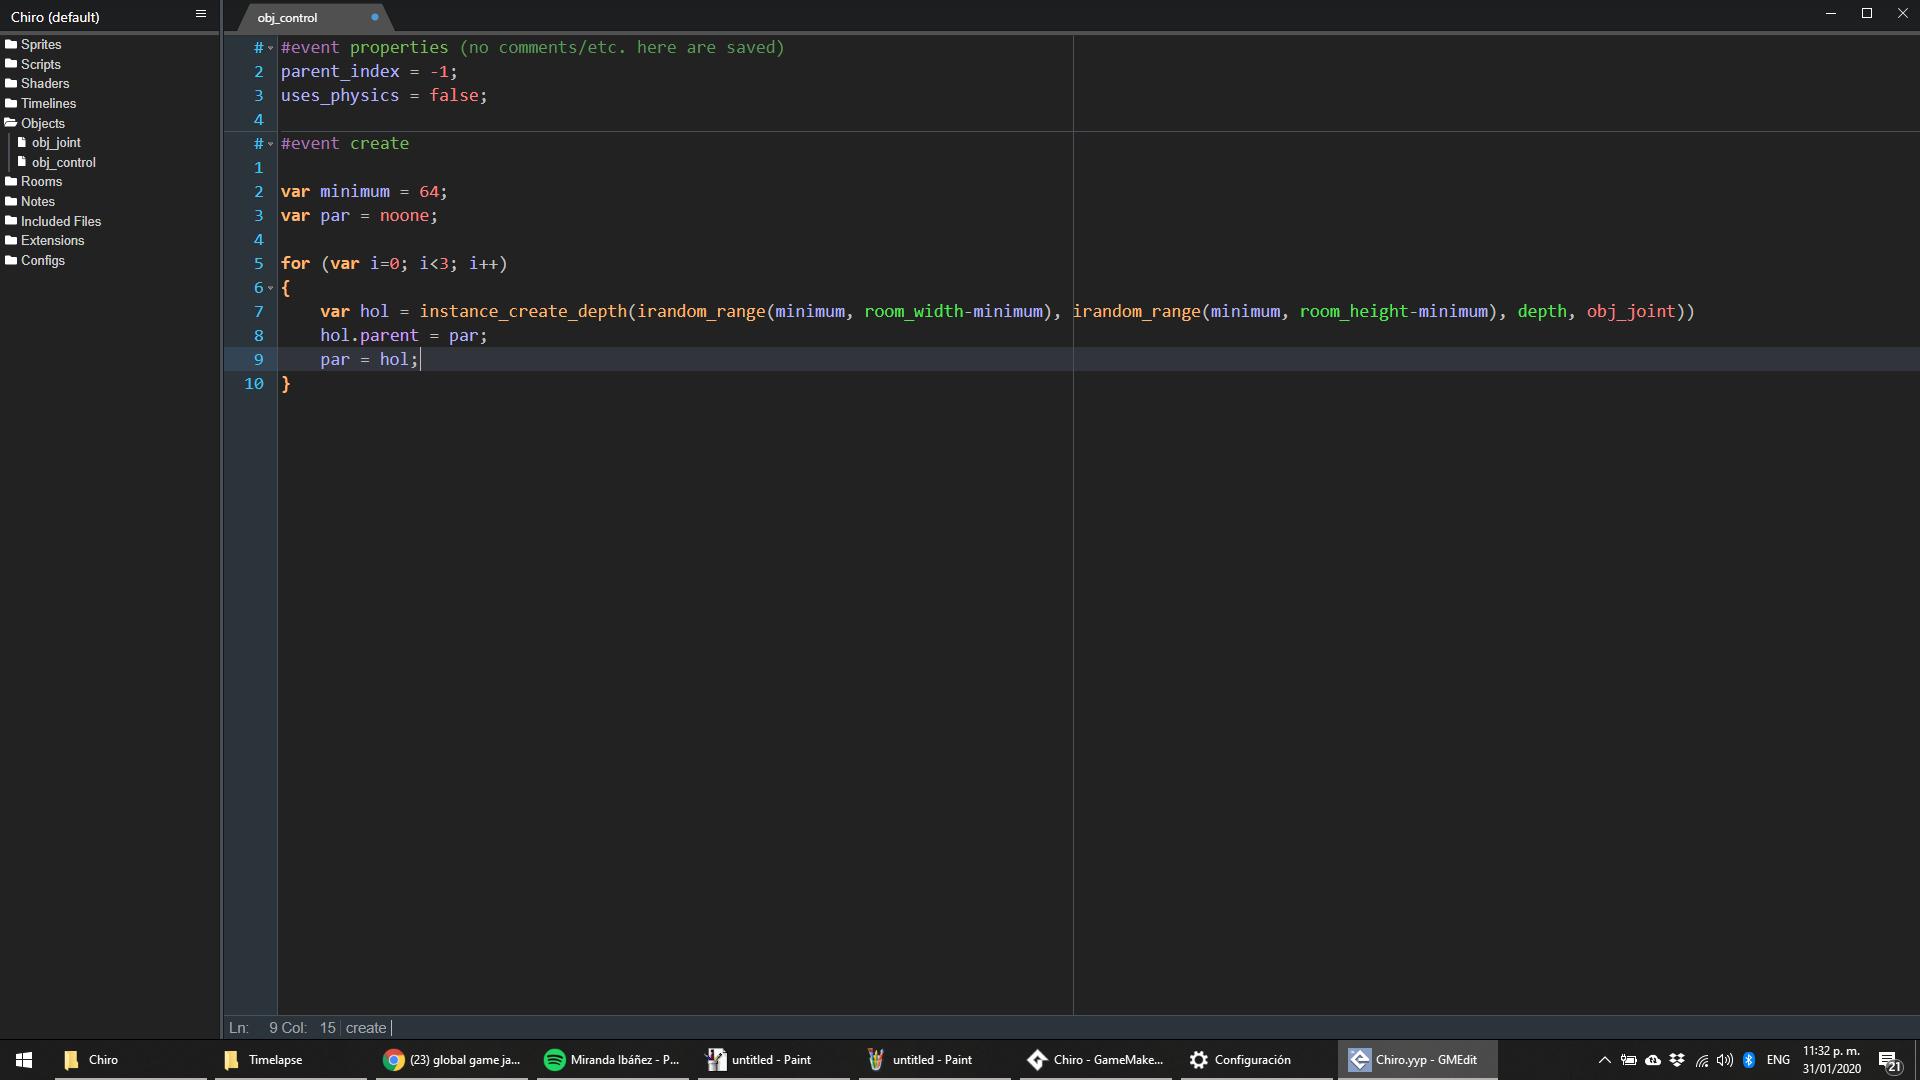 Chiro (default)
obj_control
Sprites
Scripts
Shaders
Timelines
Objects
obj_joint
obj_control
Rooms
Notes
Included Files
Extensions
Configs
# #event properties (no comments/etc. here are saved)
2 parent_index = -1;
3 uses_physics = false;
4
# #event create
1
2 var minimum = 64;
3 var par = noone;
4
5 for (var i=0; i<3; i++)
6 {
7 var hol = instance_create_depth(irandom_range(minimum, room_width-minimum), irandom_range(minimum, room_height-minimum), depth, obj_joint))
8 hol.parent = par;
9 par = hol;
10 }
Ln: 9 Col: 15 create
Chiro
Timelapse
(23) global game ja...
Miranda Ibáñez - P...
untitled - Paint
untitled - Paint
Chiro - GameMake...
Configuración
Chiro.yyp - GMEdit
ENG
11:32 p. m.
31/01/2020
21